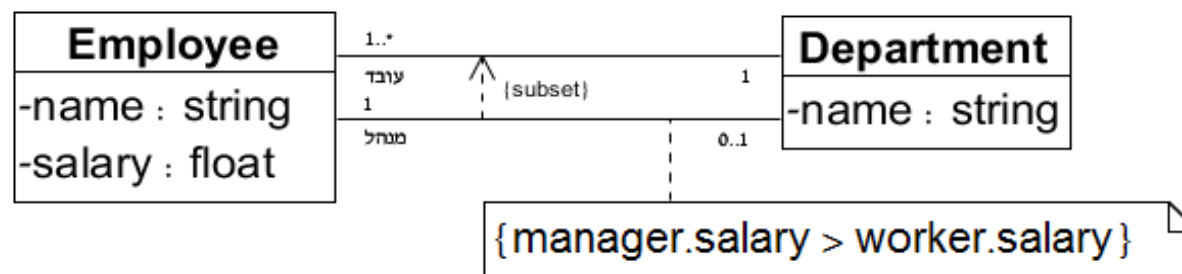 Employee
-name : string
-salary : float
1..*
עובד
1
מנהל
{subset}
1
0..1
Department
-name : string
{manager.salary > worker.salary}